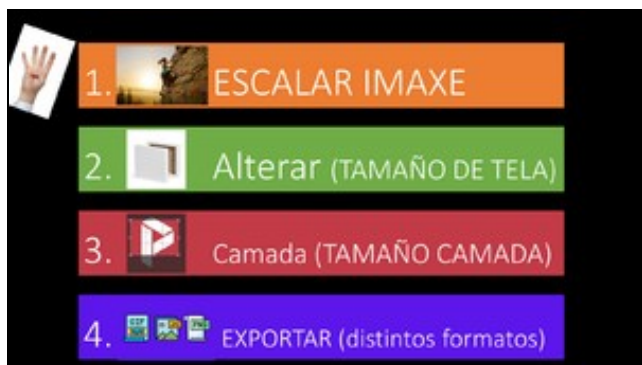 1. ESCALAR IMAXE
2. Alterar (TAMAÑO DE TELA)
3. Camada (TAMAÑO CAMADA)
4. EXPORTAR (distintos formatos)